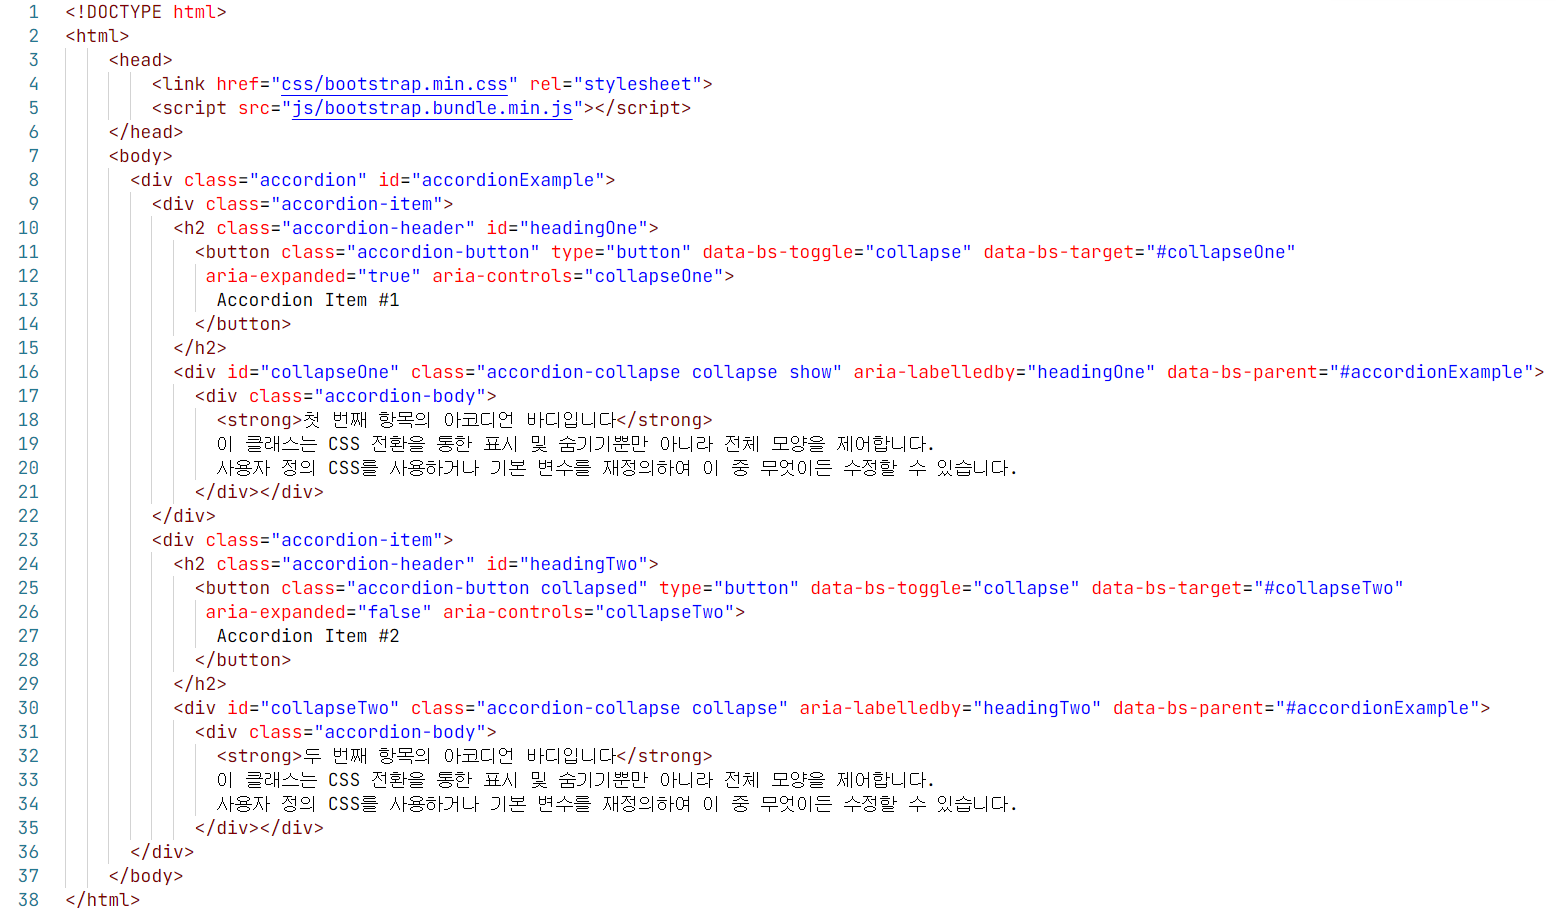 1 <!DOCTYPE html>
2 <html>
3 <head>
4 <link href="css/bootstrap.min.css" rel="stylesheet">
5 <script src="js/bootstrap.bundle.min.js"></script>
6 </head>
7 <body>
8 <div class="accordion" id="accordionExample">
9 <div class="accordion-item">
10 <h2 class="accordion-header" id="headingOne">
11 <button class="accordion-button" type="button" data-bs-toggle="collapse" data-bs-target="#collapseOne"
12 aria-expanded="true" aria-controls="collapseOne">
13 Accordion Item #1
14 </button>
15 </h2>
16 <div id="collapseOne" class="accordion-collapse collapse show" aria-labelledby="headingOne" data-bs-parent="#accordionExample">
17 <div class="accordion-body">
18 <strong>첫 번째 항목의 아코디언 바디입니다</strong>
19 이 클래스는 CSS 전환을 통한 표시 및 숨기기뿐만 아니라 전체 모양을 제어합니다.
20 사용자 정의 CSS를 사용하거나 기본 변수를 재정의하여 이 중 무엇이든 수정할 수 있습니다.
21 </div></div>
22 </div>
23 <div class="accordion-item">
24 <h2 class="accordion-header" id="headingTwo">
25 <button class="accordion-button collapsed" type="button" data-bs-toggle="collapse" data-bs-target="#collapseTwo"
26 aria-expanded="false" aria-controls="collapseTwo">
27 Accordion Item #2
28 </button>
29 </h2>
30 <div id="collapseTwo" class="accordion-collapse collapse" aria-labelledby="headingTwo" data-bs-parent="#accordionExample">
31 <div class="accordion-body">
32 <strong>두 번째 항목의 아코디언 바디입니다</strong>
33 이 클래스는 CSS 전환을 통한 표시 및 숨기기뿐만 아니라 전체 모양을 제어합니다.
34 사용자 정의 CSS를 사용하거나 기본 변수를 재정의하여 이 중 무엇이든 수정할 수 있습니다.
35 </div></div>
36 </div>
37 </body>
38 </html>